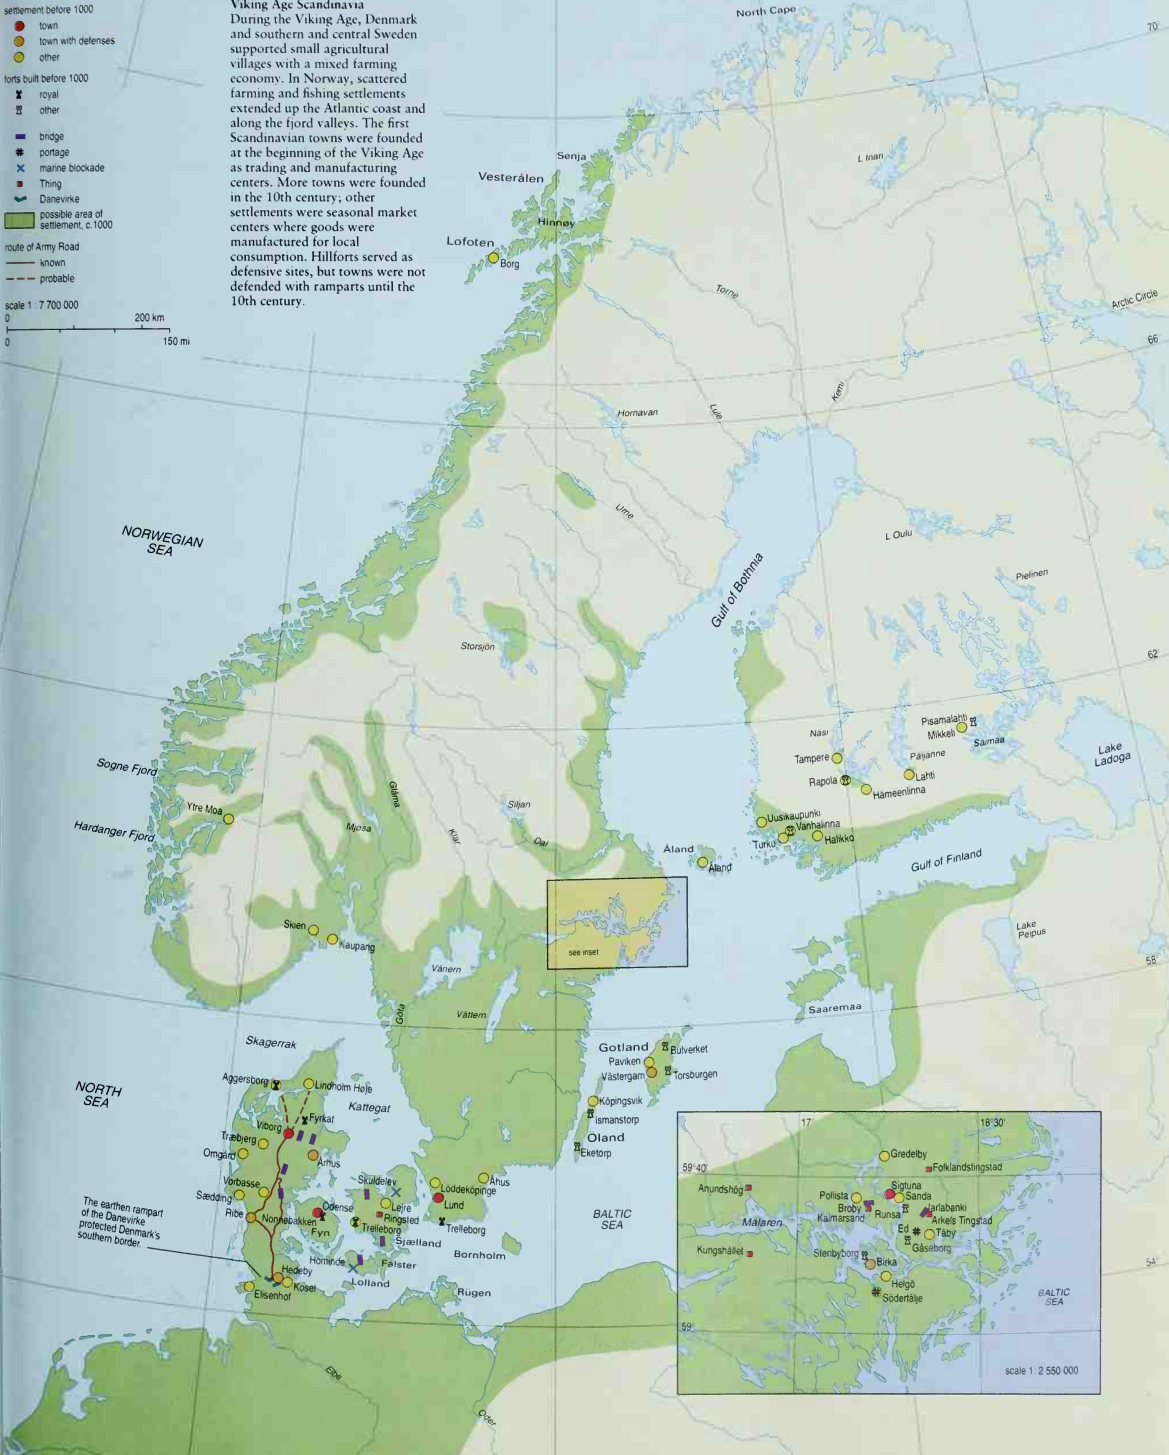 settlement before 1000
town
town with defenses
other
forts built before 1000
royal
other
bridge
portage
marine blockade
Thing
Danevirke
possible area of
settlement, c.1000
route of Army Road
known
probable
scale 1 : 7 700 000
0
200 km
0
150 mi
Viking Age Scandinavia
During the Viking Age, Denmark
and southern and central Sweden
supported small agricultural
villages with a mixed farming
economy. In Norway, scattered
farming and fishing settlements
extended up the Atlantic coast and
along the fjord valleys. The first
Scandinavian towns were founded
at the beginning of the Viking Age
as trading and manufacturing
centers. More towns were founded
in the 10th century; other
settlements were seasonal market
centers where goods were
manufactured for local
consumption. Hillforts served as
defensive sites, but towns were not
defended with ramparts until the
10th century.
North Cape
70°
Senja
L Inari
Vesterålen
Hinnøy
Lofoten
Borg
Torne
Arctic Circle
66°
Kemi
Hornavan
Lule
Ume
NORWEGIAN
SEA
L Oulu
Gulf of Bothnia
Pielinen
Storsjön
62°
Pisamalahti
Mikkeli
Saimaa
Näsi
Päijänne
Lake
Ladoga
Tampere
Lahti
Rapola
Hämeenlinna
Sogne Fjord
Ytre Moa
Hardanger Fjord
Glåma
Mjøsa
Klar
Siljan
Dal
Uusikaupunki
Vanhalinna
Turku
Halikko
Åland
Åland
Gulf of Finland
Skien
Kaupang
see inset
Lake
Peipus
58°
Vänern
Vättern
Göta
Saaremaa
Skagerrak
Gotland
Bulverket
Paviken
Västergarn
Torsburgen
NORTH
SEA
Aggersborg
Lindholm Høje
Kattegat
Fyrkat
Viborg
Træbjerg
Omgård
Århus
Köpingsvik
Ismanstorp
Öland
Eketorp
Vorbasse
Sædding
Skuldelev
Löddeköpinge
Åhus
Lejre
Lund
Ribe
Nonnebakken
Odense
Fyn
Ringsted
Trelleborg
Trelleborg
Sjælland
BALTIC
SEA
Bornholm
The earthen rampart
of the Danevirke
protected Denmark's
southern border.
Hominde
Falster
Lolland
Hedeby
Kosel
Elisenhof
Rügen
Elbe
Oder
54°
17
18°30'
59°40'
Gredelby
Folklandstingstad
Anundshög
Pollista
Sigtuna
Sanda
Broby
Kalmarsand
Runsa
Jarlabanki
Arkels Tingstad
Mälaren
Ed
Täby
Gåseborg
Kungshållet
Stenbyborg
Birka
Helgö
Södertälje
BALTIC
SEA
59°
scale 1: 2 550 000